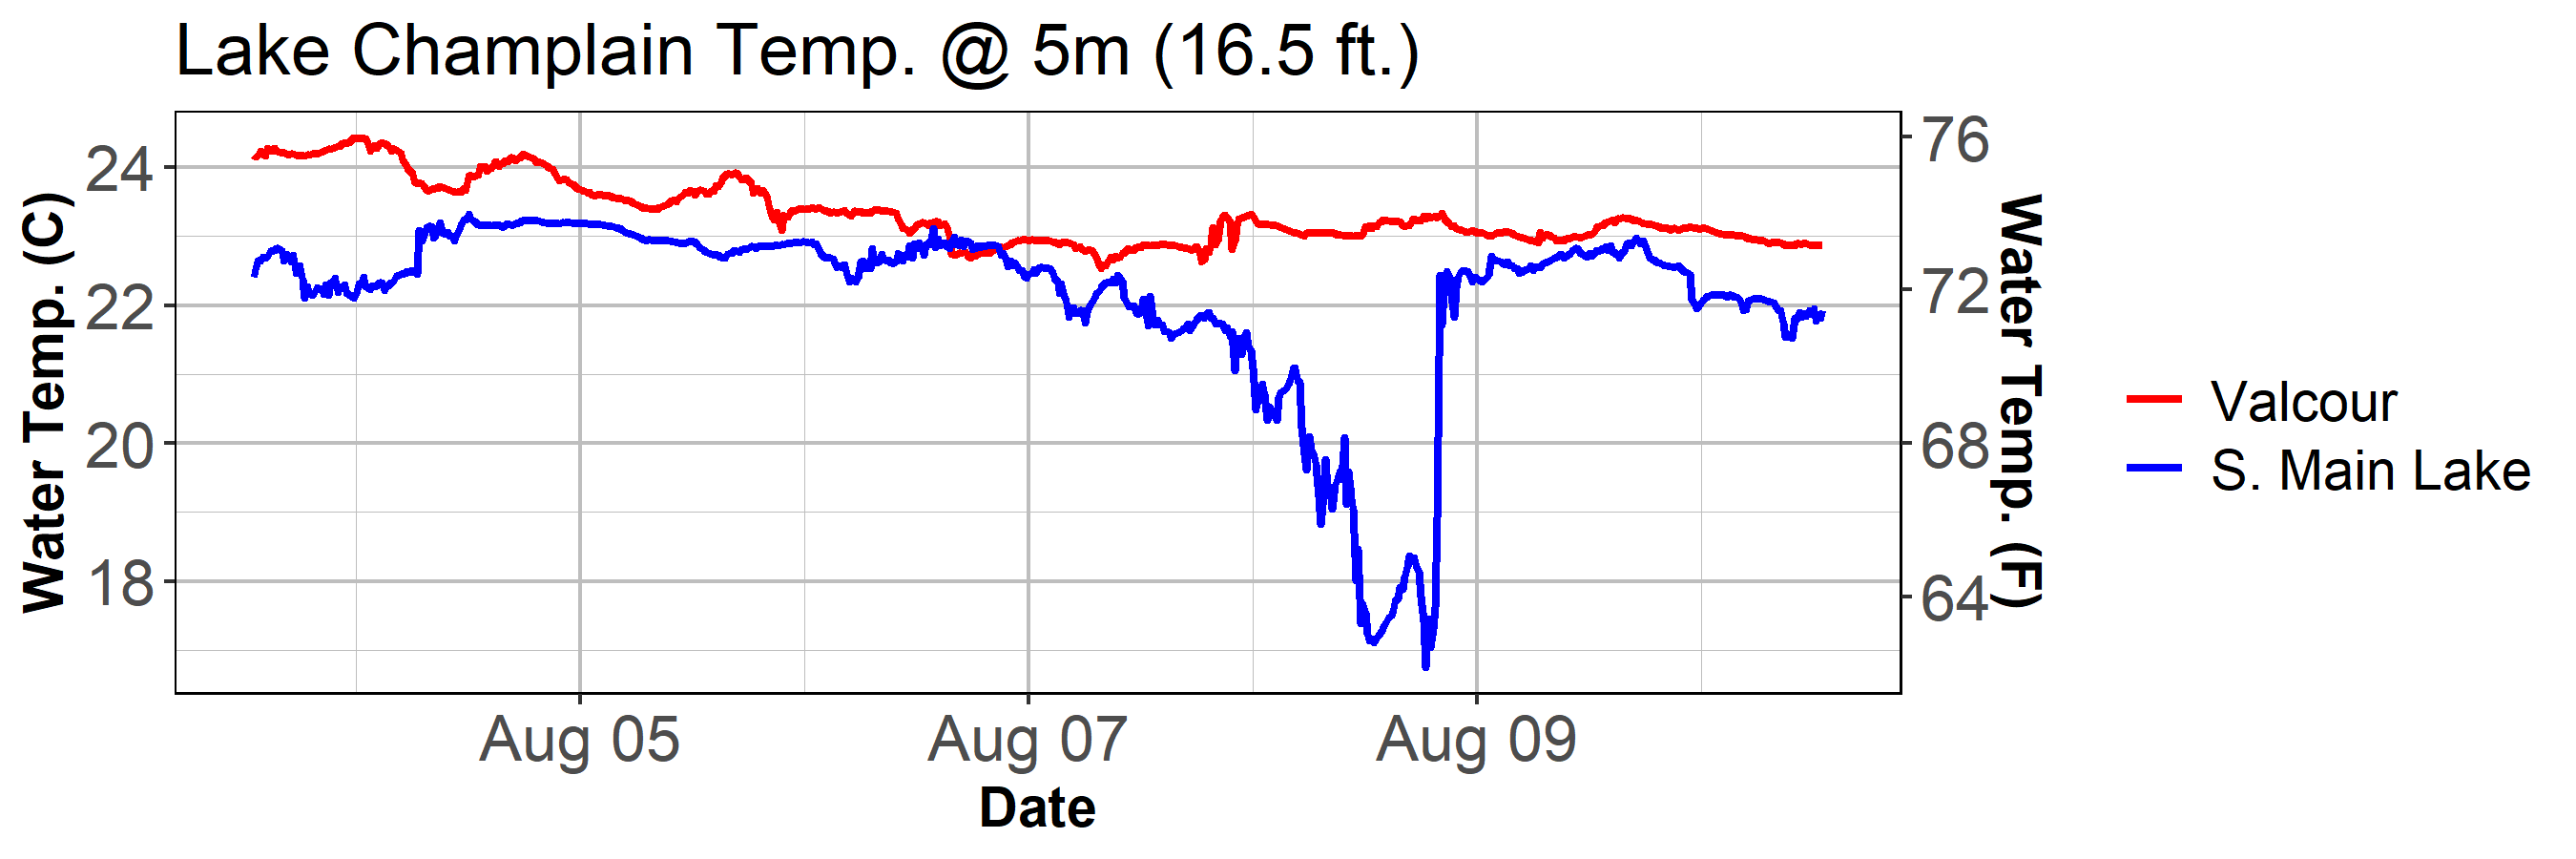 Lake Champlain Temp. @ 5m (16.5 ft.)
Water Temp. (C)
24
22
20
18
76
72
68
64
Water Temp. (F)
Valcour
S. Main Lake
Aug 05
Aug 07
Aug 09
Date